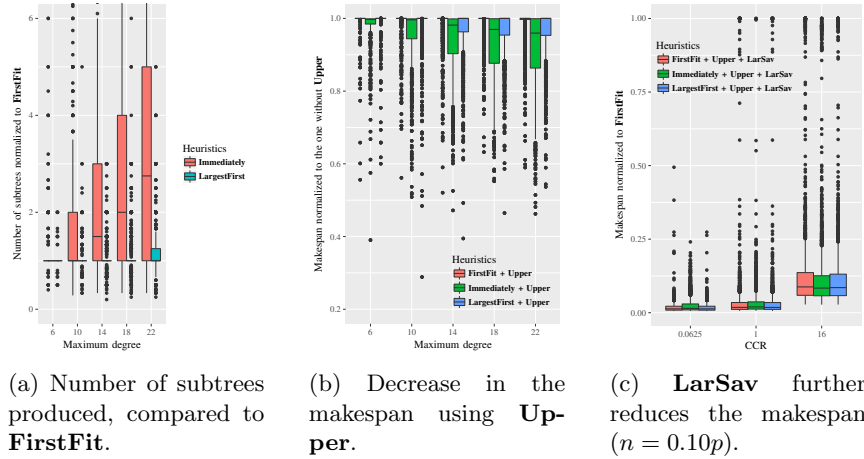 Number of subtrees normalized to FirstFit
6
4
2
0
6
10
14
18
22
Maximum degree
Heuristics
Immediately
LargestFirst
Makespan normalized to the one without Upper
1.0
0.8
0.6
0.4
0.2
6
10
14
18
22
Maximum degree
Heuristics
FirstFit + Upper
Immediately + Upper
LargestFirst + Upper
Makespan normalized to FirstFit
1.00
0.75
0.50
0.25
0.00
0.0625
1
16
CCR
Heuristics
FirstFit + Upper + LarSav
Immediately + Upper + LarSav
LargestFirst + Upper + LarSav
(a) Number of subtrees
produced, compared to
FirstFit.
(b) Decrease in the
makespan using Up-
per.
(c) LarSav further
reduces the makespan
(n = 0.10p).